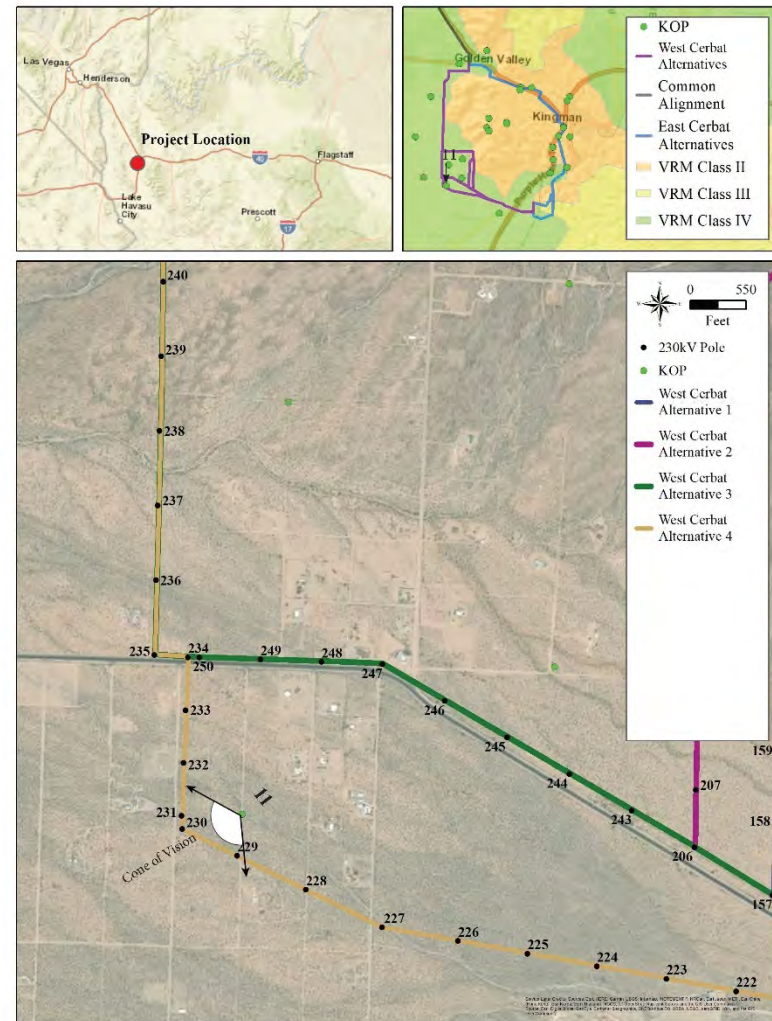 Las Vegas
Henderson
Project Location
40
Flagstaff
Lake
Havasu
City
Prescott
17
Golden Valley
Kingman
11
KOP
West Cerbat
Alternatives
Common
Alignment
East Cerbat
Alternatives
VRM Class II
VRM Class III
VRM Class IV
0 550
Feet
230kV Pole
KOP
West Cerbat
Alternative 1
West Cerbat
Alternative 2
West Cerbat
Alternative 3
West Cerbat
Alternative 4
240
239
238
237
236
235
234
250
249
248
247
246
245
244
243
233
232
231
230
11
Cone of Vision
229
228
227
226
225
224
223
222
159
207
158
206
157